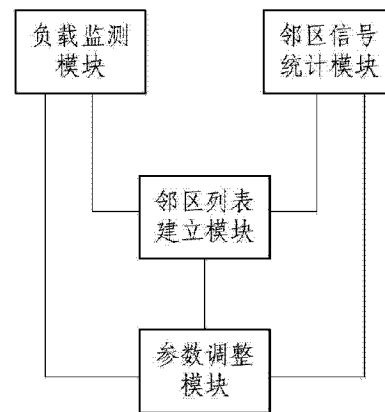 负载监测
模块
邻区信号
统计模块
邻区列表
建立模块
参数调整
模块